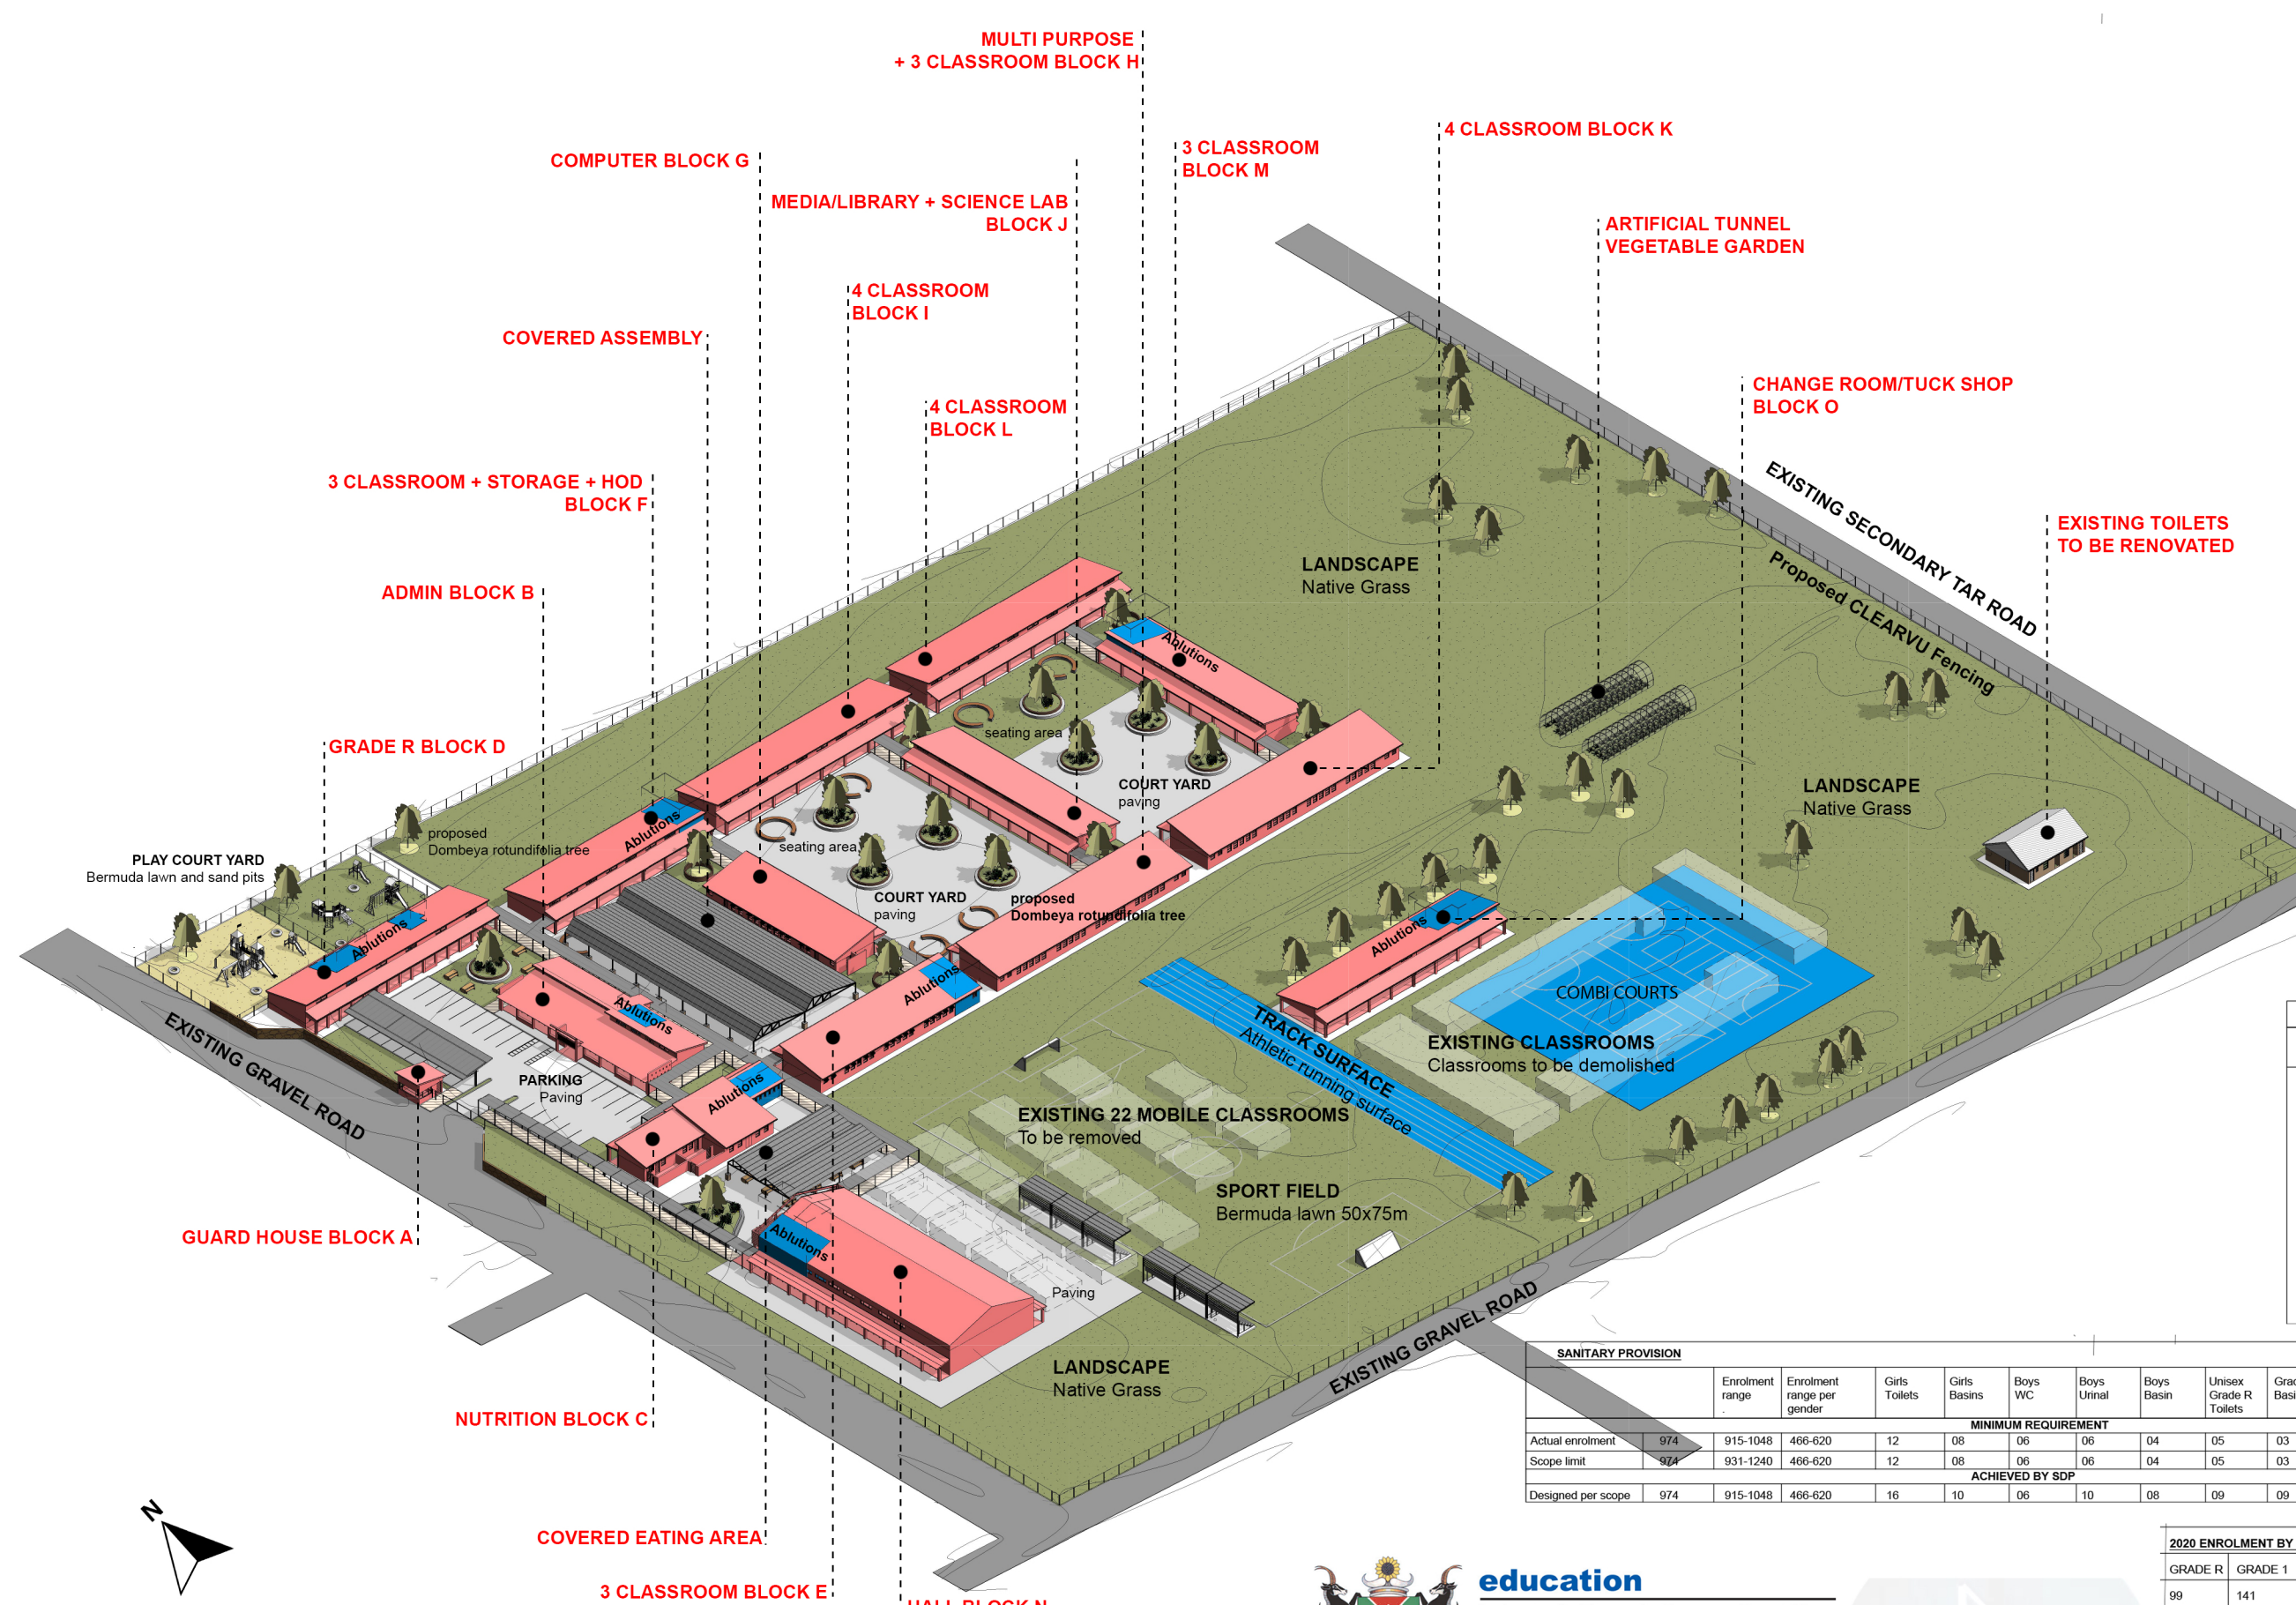 MULTI PURPOSE
+ 3 CLASSROOM BLOCK H
4 CLASSROOM BLOCK K
COMPUTER BLOCK G
3 CLASSROOM
BLOCK M
MEDIA/LIBRARY + SCIENCE LAB
BLOCK J
ARTIFICIAL TUNNEL
VEGETABLE GARDEN
4 CLASSROOM
BLOCK I
COVERED ASSEMBLY
CHANGE ROOM/TUCK SHOP
BLOCK O
4 CLASSROOM
BLOCK L
3 CLASSROOM + STORAGE + HOD
BLOCK F
EXISTING SECONDARY TAR ROAD
Proposed CLEARVU Fencing
EXISTING TOILETS
TO BE RENOVATED
LANDSCAPE
Native Grass
ADMIN BLOCK B
Ablutions
GRADE R BLOCK D
seating area
COURT YARD
paving
LANDSCAPE
Native Grass
Ablutions
proposed
Dombeya rotundifolia tree
seating area
PLAY COURT YARD
Bermuda lawn and sand pits
COURT YARD
paving
proposed
Dombeya rotundifolia tree
Ablutions
Ablutions
Ablutions
COMBI COURTS
Ablutions
EXISTING GRAVEL ROAD
TRACK SURFACE
Athletic running surface
EXISTING CLASSROOMS
Classrooms to be demolished
PARKING
Paving
Ablutions
EXISTING 22 MOBILE CLASSROOMS
To be removed
SPORT FIELD
Bermuda lawn 50x75m
GUARD HOUSE BLOCK A
Ablutions
Paving
EXISTING GRAVEL ROAD
LANDSCAPE
Native Grass
NUTRITION BLOCK C
SANITARY PROVISION
Enrolment range . Enrolment range per gender Girls Toilets Girls Basins Boys WC Boys Urinal Boys Basin Unisex Grade R Toilets
MINIMUM REQUIREMENT
Actual enrolment 974 915-1048 466-620 12 08 06 06 04 05 03
Scope limit 974 931-1240 466-620 12 08 06 06 04 05 03
ACHIEVED BY SDP
Designed per scope 974 915-1048 466-620 16 10 06 10 08 09 09
N
COVERED EATING AREA
3 CLASSROOM BLOCK E
HALL BLOCK N
education
2020 ENROLMENT BY
GRADE R GRADE 1
99 141